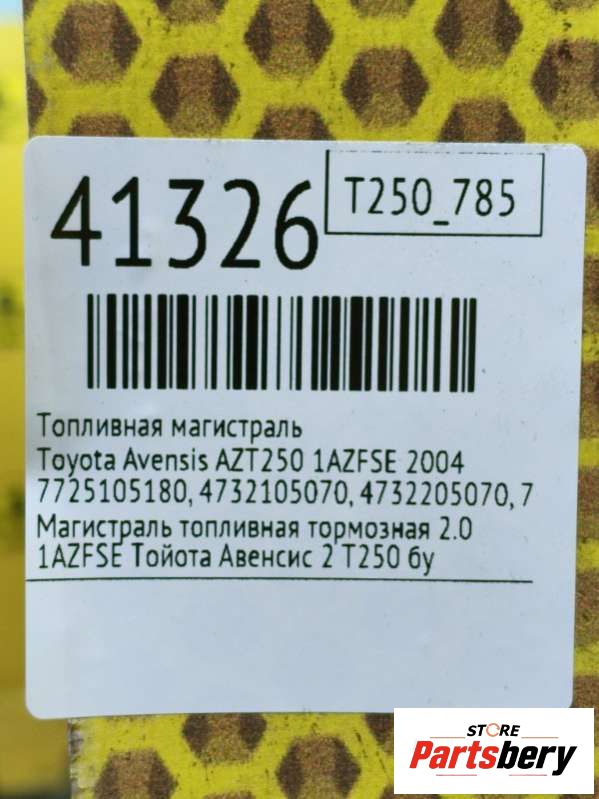 41326
T250_785
Топливная магистраль
Toyota Avensis AZT250 1AZFSE 2004
7725105180, 4732105070, 4732205070, 7
Магистраль топливная тормозная 2.0
1AZFSE Тойота Авенсис 2 Т250 бу
STORE
Partsbery